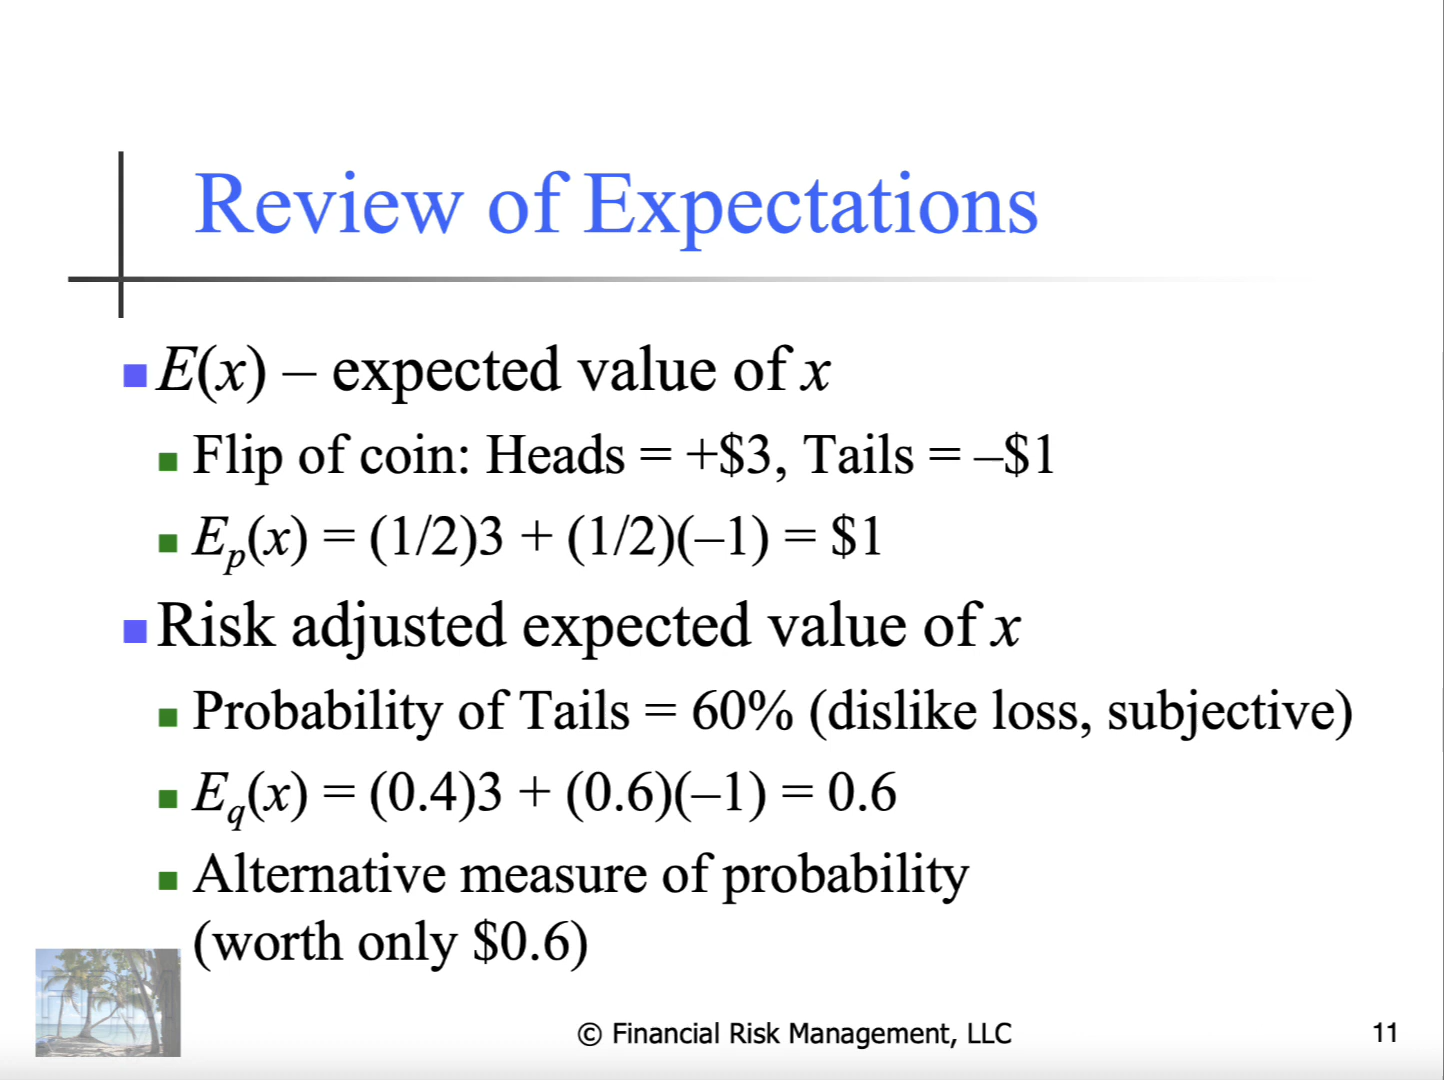 Review of Expectations
E(x) – expected value of x
Flip of coin: Heads = +$3, Tails = –$1
Eₚ(x) = (1/2)3 + (1/2)(–1) = $1
Risk adjusted expected value of x
Probability of Tails = 60% (dislike loss, subjective)
E_q(x) = (0.4)3 + (0.6)(–1) = 0.6
Alternative measure of probability
(worth only $0.6)
© Financial Risk Management, LLC
11